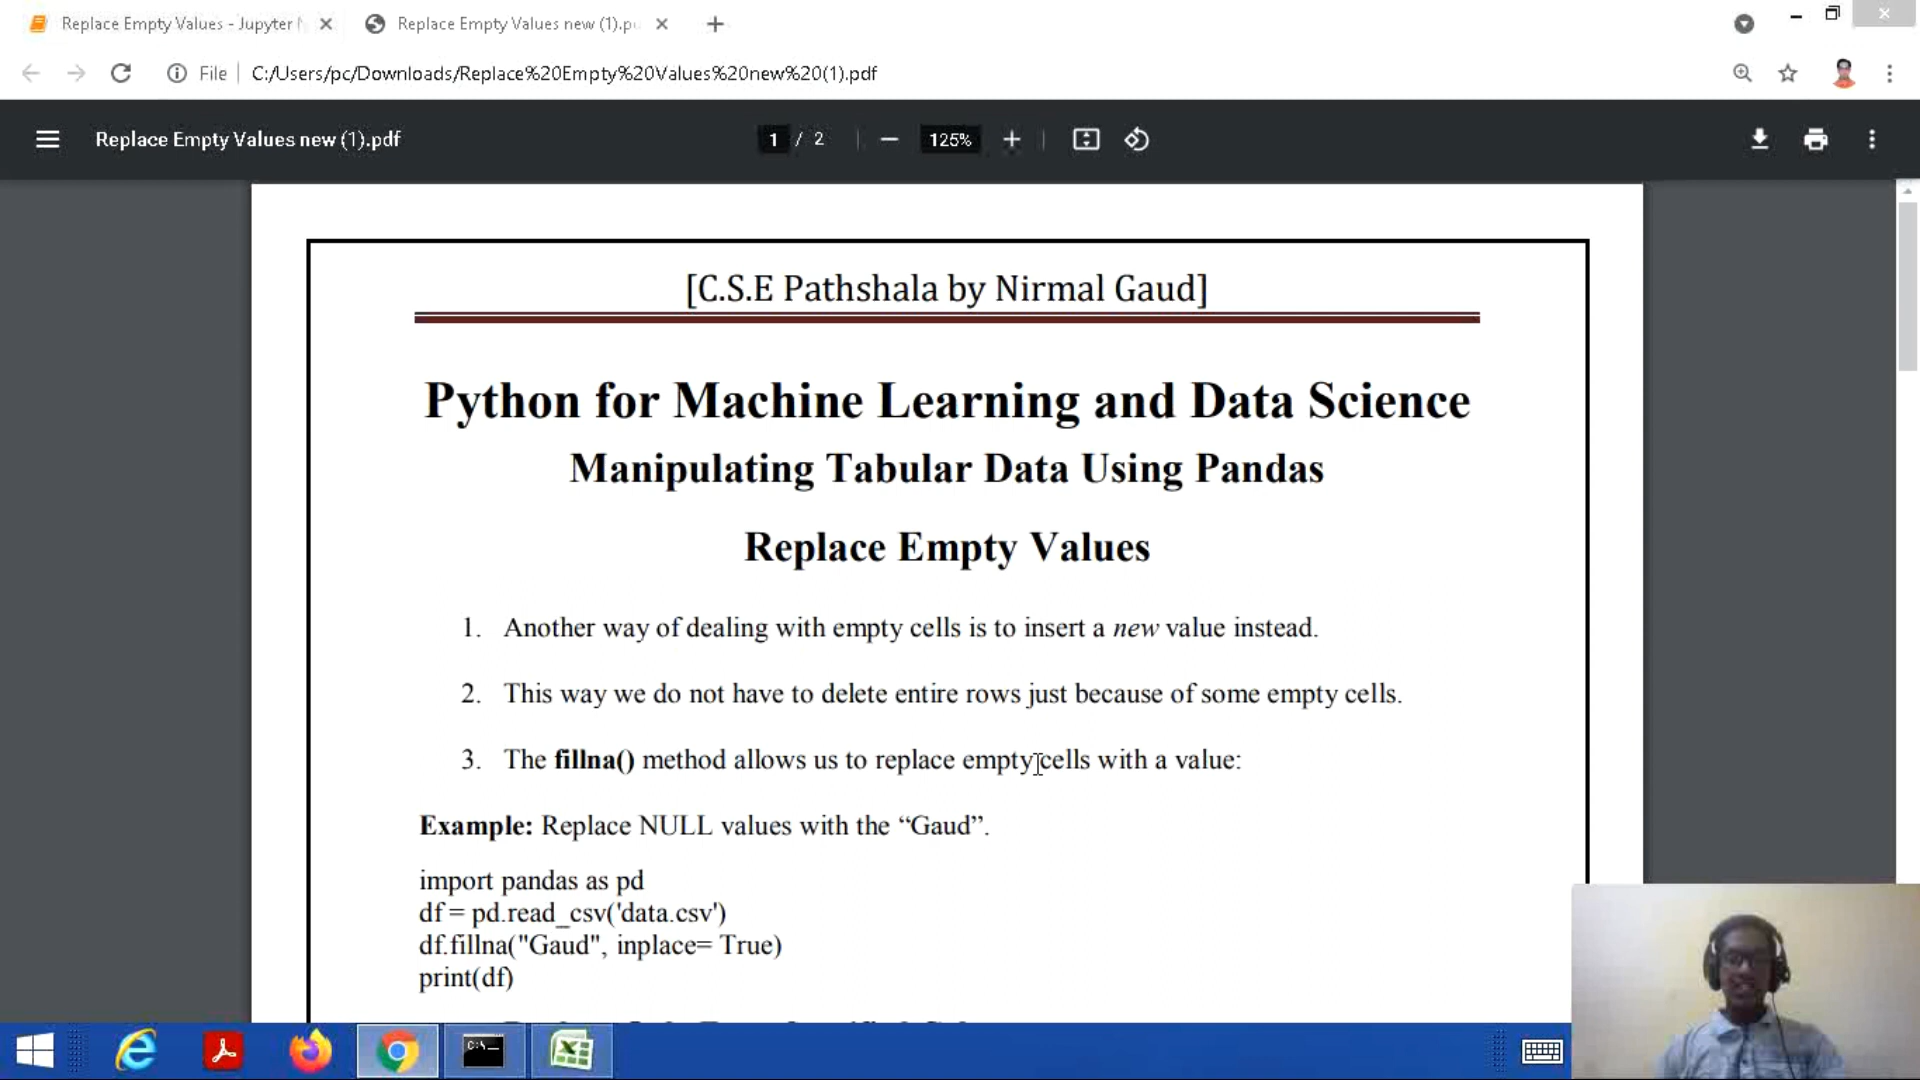 Replace Empty Values - Jupyter
Replace Empty Values new (1).p
File
C:/Users/pc/Downloads/Replace%20Empty%20Values%20new%20(1).pdf
Replace Empty Values new (1).pdf
1 / 2
125%
[C.S.E Pathshala by Nirmal Gaud]
Python for Machine Learning and Data Science
Manipulating Tabular Data Using Pandas
Replace Empty Values
1. Another way of dealing with empty cells is to insert a new value instead.
2. This way we do not have to delete entire rows just because of some empty cells.
3. The fillna() method allows us to replace empty cells with a value:
Example: Replace NULL values with the “Gaud”.
import pandas as pd
df = pd.read_csv('data.csv')
df.fillna("Gaud", inplace= True)
print(df)